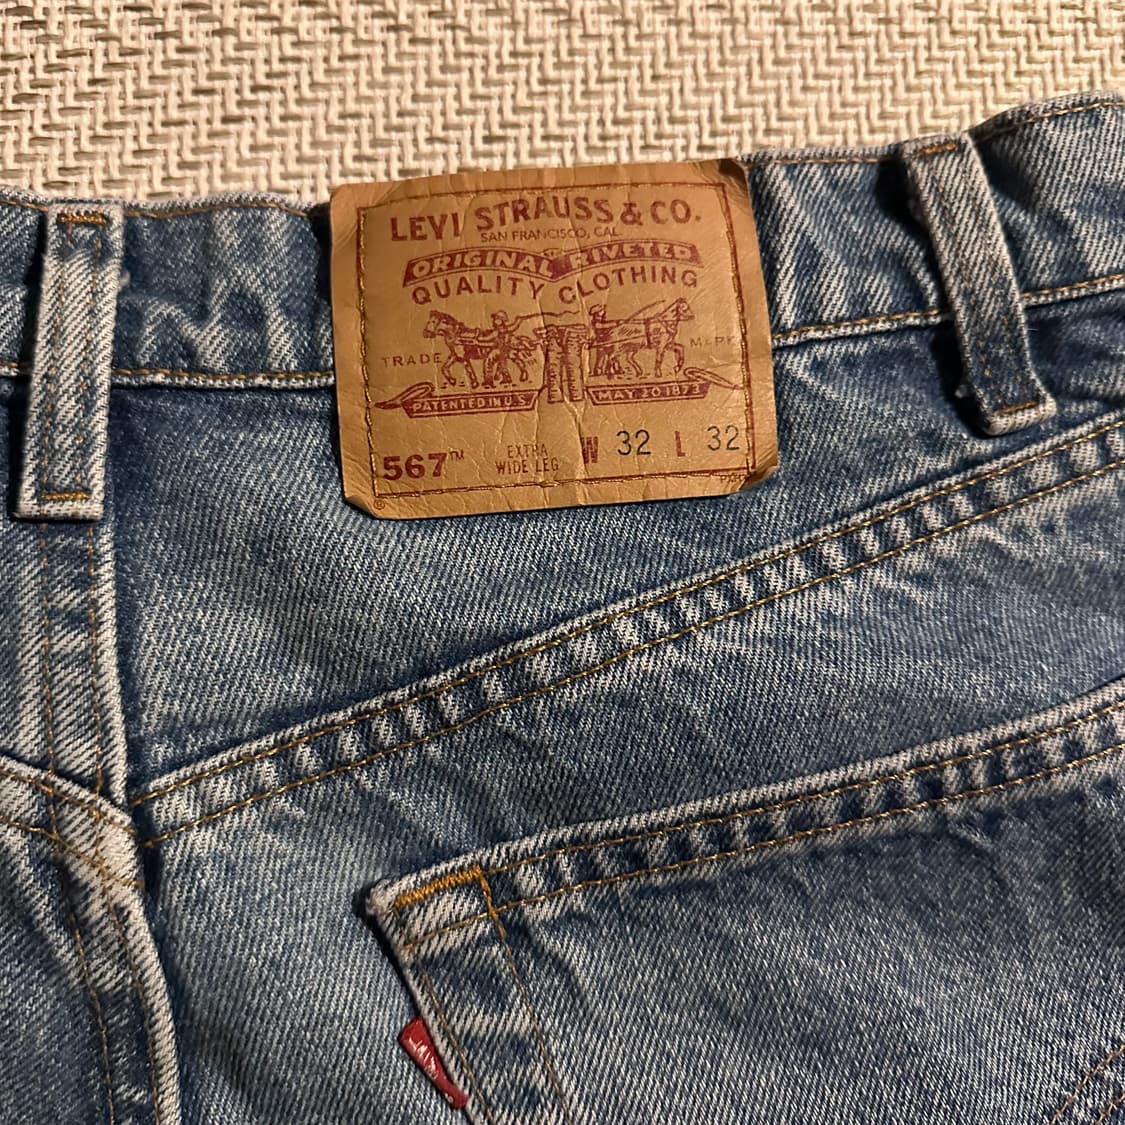 LEVI STRAUSS & CO.
SAN FRANCISCO, CAL
ORIGINAL RIVETED
QUALITY CLOTHING
TRADE MARK
PATENTED IN U.S. MAY 20 1873
567™ EXTRA WIDE LEG W 32 L 32
®